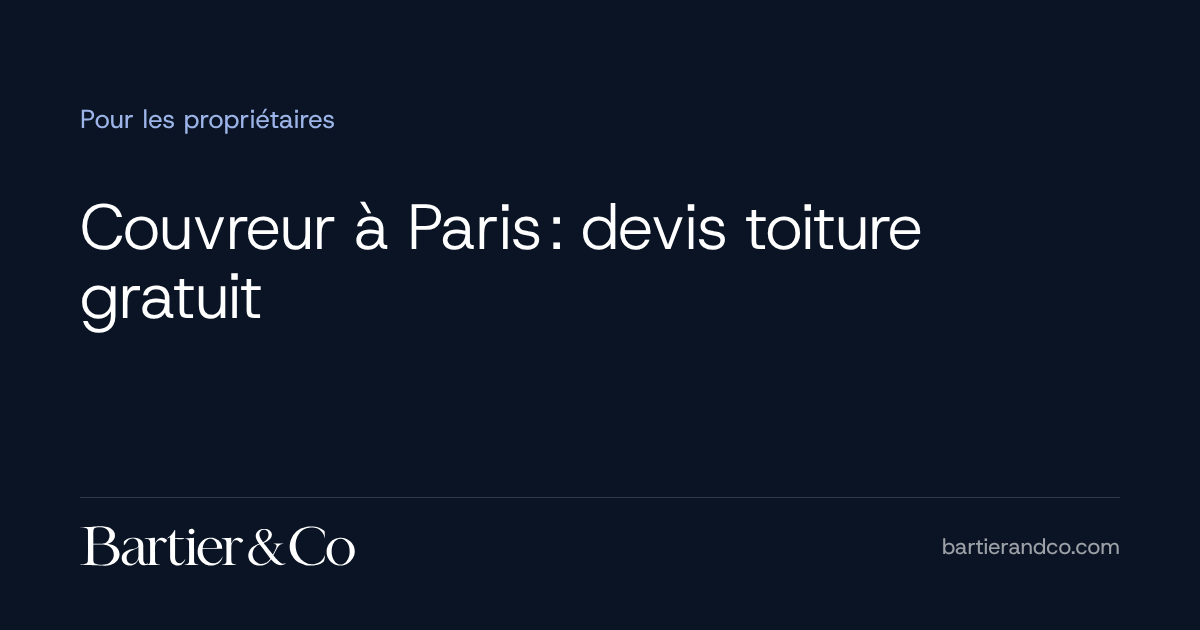 Pour les propriétaires
Couvreur à Paris : devis toiture
gratuit
Bartier & Co
bartierandco.com